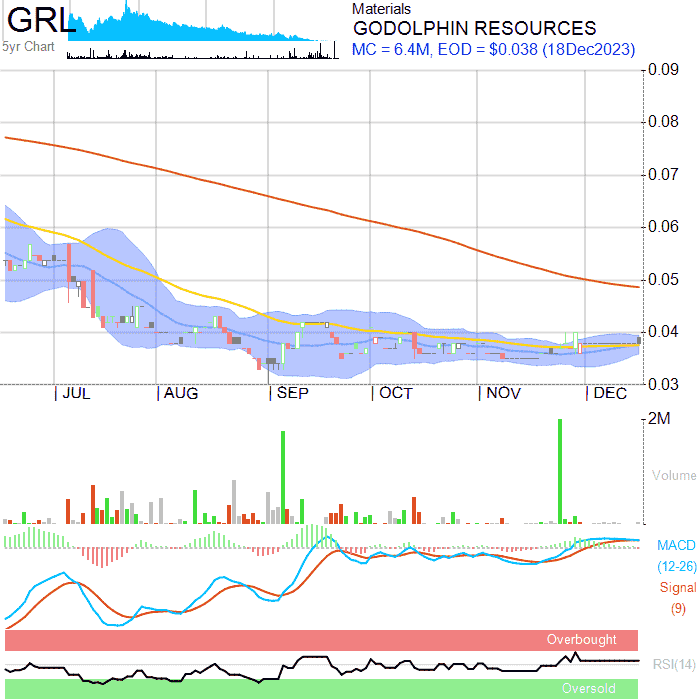 GRL
5yr Chart
Materials
GODOLPHIN RESOURCES
MC = 6.4M, EOD = $0.038 (18Dec2023)
0.09
0.08
0.07
0.06
0.05
0.04
0.03
JUL AUG SEP OCT NOV DEC
2M
Volume
MACD
(12-26)
Signal
(9)
Overbought
RSI(14)
Oversold